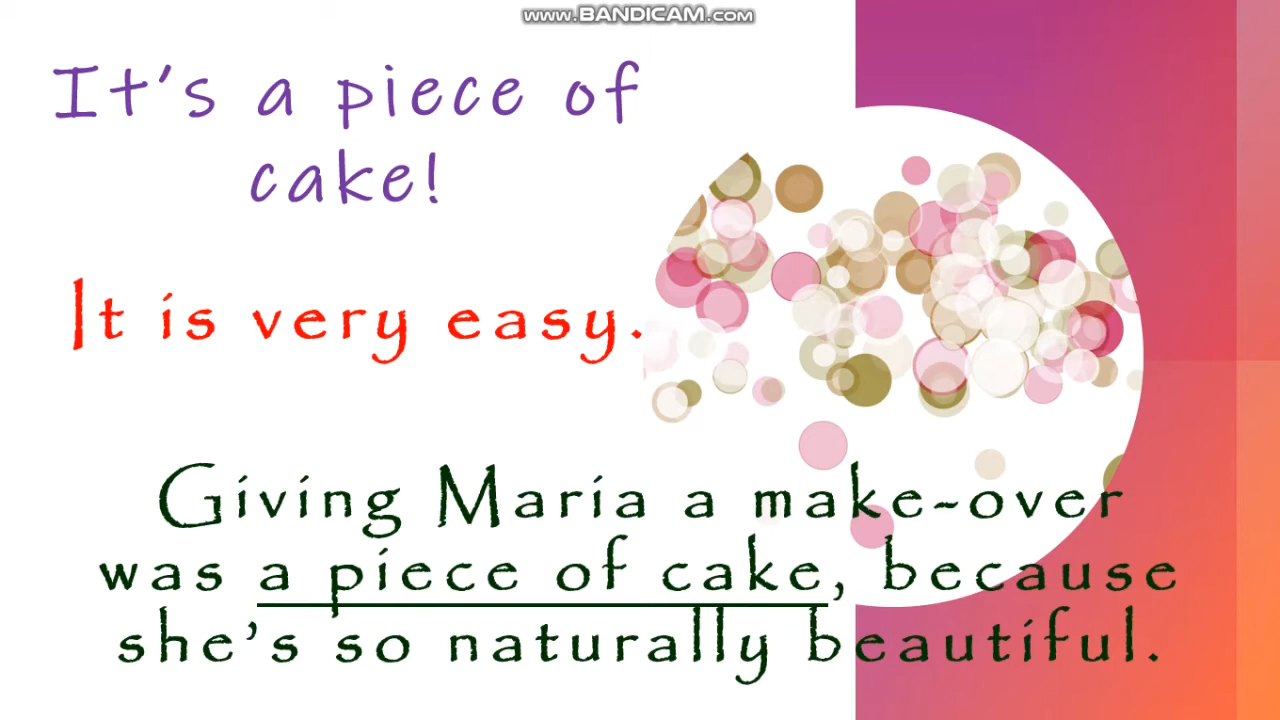 www.BANDICAM.com
It's a piece of
cake!
It is very easy.
Giving Maria a make-over
was a piece of cake, because
she's so naturally beautiful.